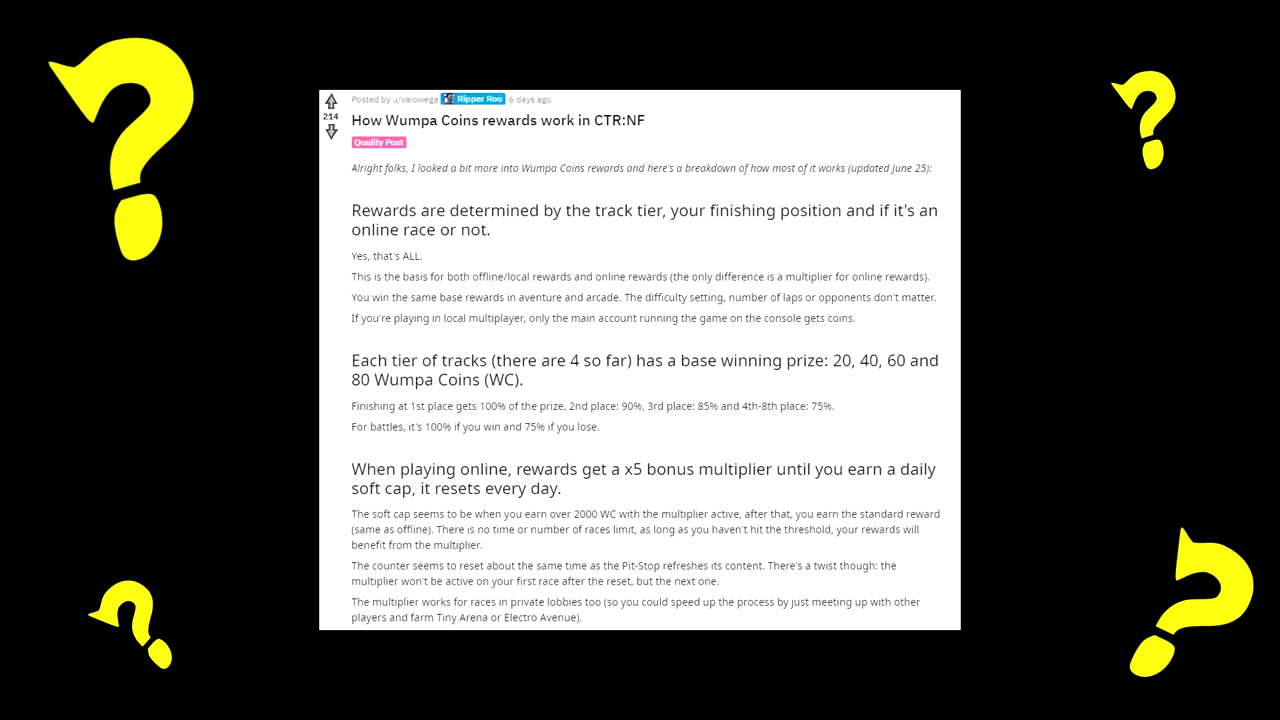 Posted by u/vaiowega Ripper Roo 6 days ago
214
How Wumpa Coins rewards work in CTR:NF
Quality Post
Alright folks, I looked a bit more into Wumpa Coins rewards and here's a breakdown of how most of it works (updated June 25):
Rewards are determined by the track tier, your finishing position and if it's an
online race or not.
Yes, that's ALL.
This is the basis for both offline/local rewards and online rewards (the only difference is a multiplier for online rewards).
You win the same base rewards in aventure and arcade. The difficulty setting, number of laps or opponents don't matter.
If you're playing in local multiplayer, only the main account running the game on the console gets coins.
Each tier of tracks (there are 4 so far) has a base winning prize: 20, 40, 60 and
80 Wumpa Coins (WC).
Finishing at 1st place gets 100% of the prize, 2nd place: 90%, 3rd place: 85% and 4th-8th place: 75%.
For battles, it's 100% if you win and 75% if you lose.
When playing online, rewards get a x5 bonus multiplier until you earn a daily
soft cap, it resets every day.
The soft cap seems to be when you earn over 2000 WC with the multiplier active, after that, you earn the standard reward
(same as offline). There is no time or number of races limit, as long as you haven't hit the threshold, your rewards will
benefit from the multiplier.
The counter seems to reset about the same time as the Pit-Stop refreshes its content. There's a twist though: the
multiplier won't be active on your first race after the reset, but the next one.
The multiplier works for races in private lobbies too (so you could speed up the process by just meeting up with other
players and farm Tiny Arena or Electro Avenue).